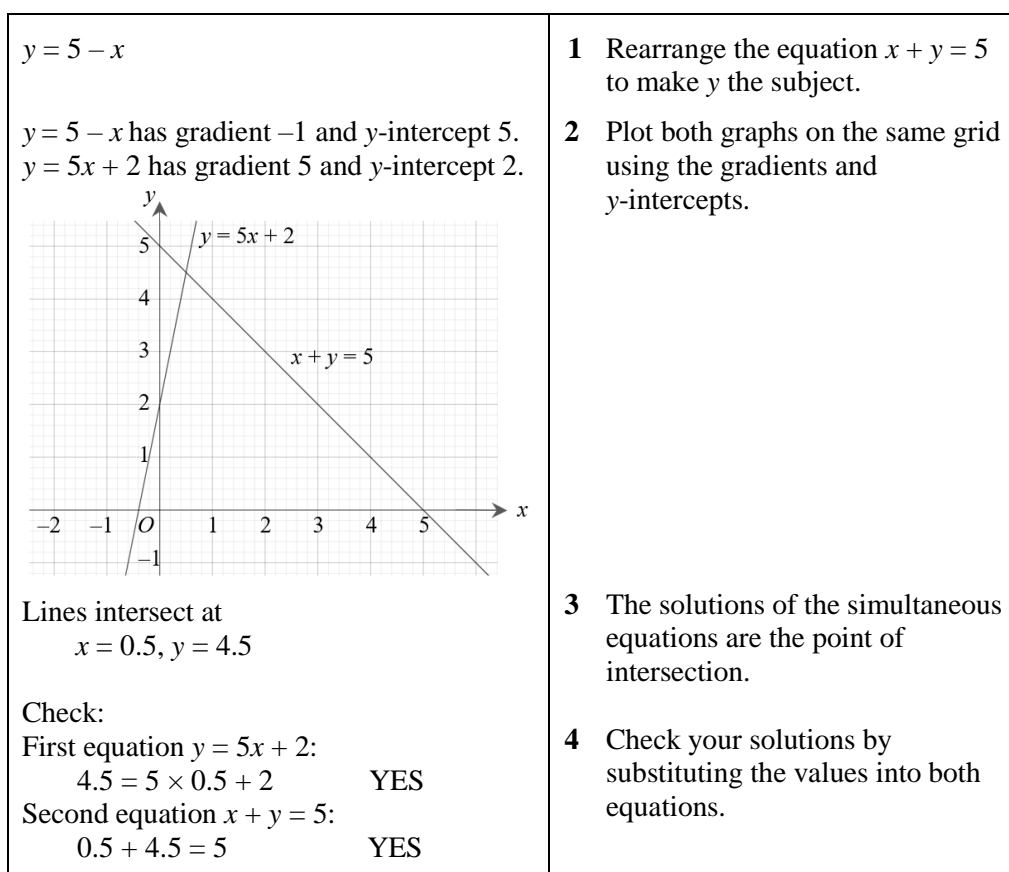 y = 5 – x
y = 5 – x has gradient –1 and y-intercept 5.
y = 5x + 2 has gradient 5 and y-intercept 2.
y
5
y = 5x + 2
4
3
x + y = 5
2
1
–2 –1 O 1 2 3 4 5 x
–1
Lines intersect at
x = 0.5, y = 4.5
Check:
First equation y = 5x + 2:
4.5 = 5 × 0.5 + 2 YES
Second equation x + y = 5:
0.5 + 4.5 = 5 YES
1 Rearrange the equation x + y = 5
to make y the subject.
2 Plot both graphs on the same grid
using the gradients and
y-intercepts.
3 The solutions of the simultaneous
equations are the point of
intersection.
4 Check your solutions by
substituting the values into both
equations.